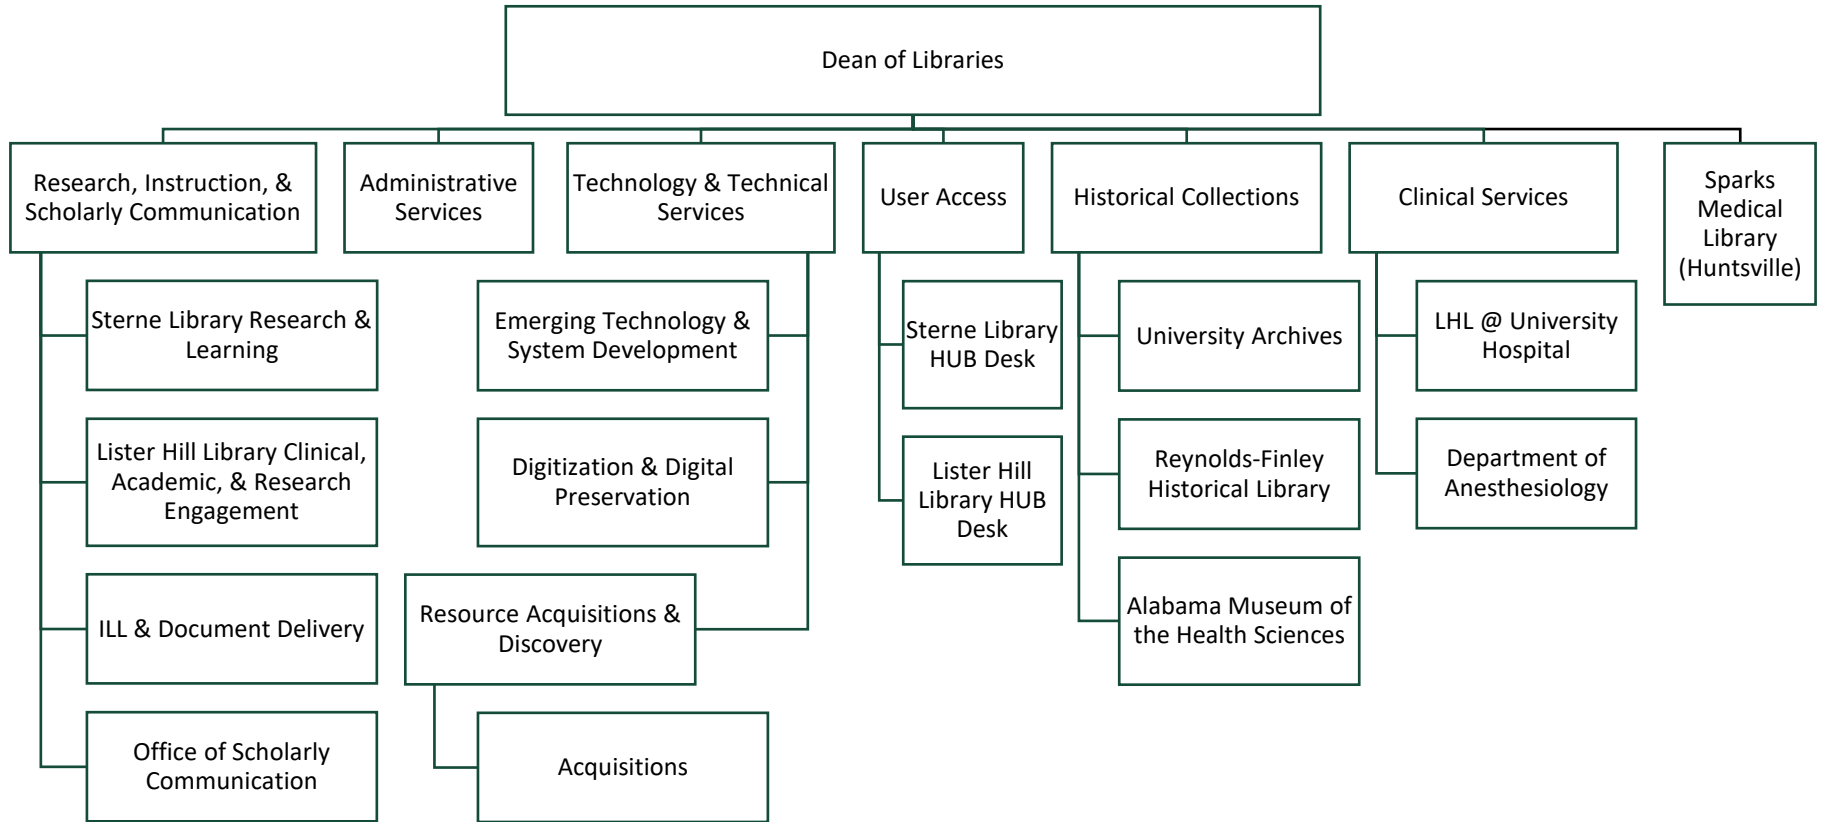 Dean of Libraries
Research, Instruction, &
Scholarly Communication
Administrative
Services
Technology & Technical
Services
User Access
Historical Collections
Clinical Services
Sparks
Medical
Library
(Huntsville)
Sterne Library Research &
Learning
Lister Hill Library Clinical,
Academic, & Research
Engagement
ILL & Document Delivery
Office of Scholarly
Communication
Emerging Technology &
System Development
Digitization & Digital
Preservation
Resource Acquisitions &
Discovery
Acquisitions
Sterne Library
HUB Desk
Lister Hill
Library HUB
Desk
University Archives
Reynolds-Finley
Historical Library
Alabama Museum of
the Health Sciences
LHL @ University
Hospital
Department of
Anesthesiology